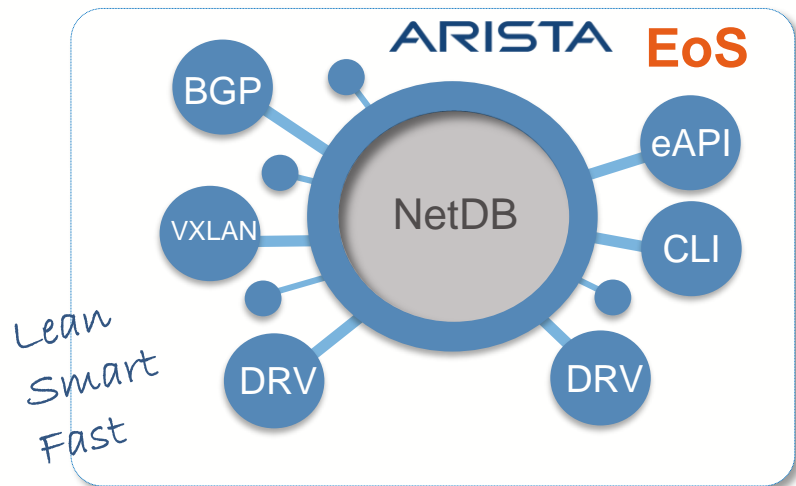 ARISTA EoS
BGP
eAPI
NetDB
VXLAN
CLI
DRV
DRV
Lean
Smart
Fast